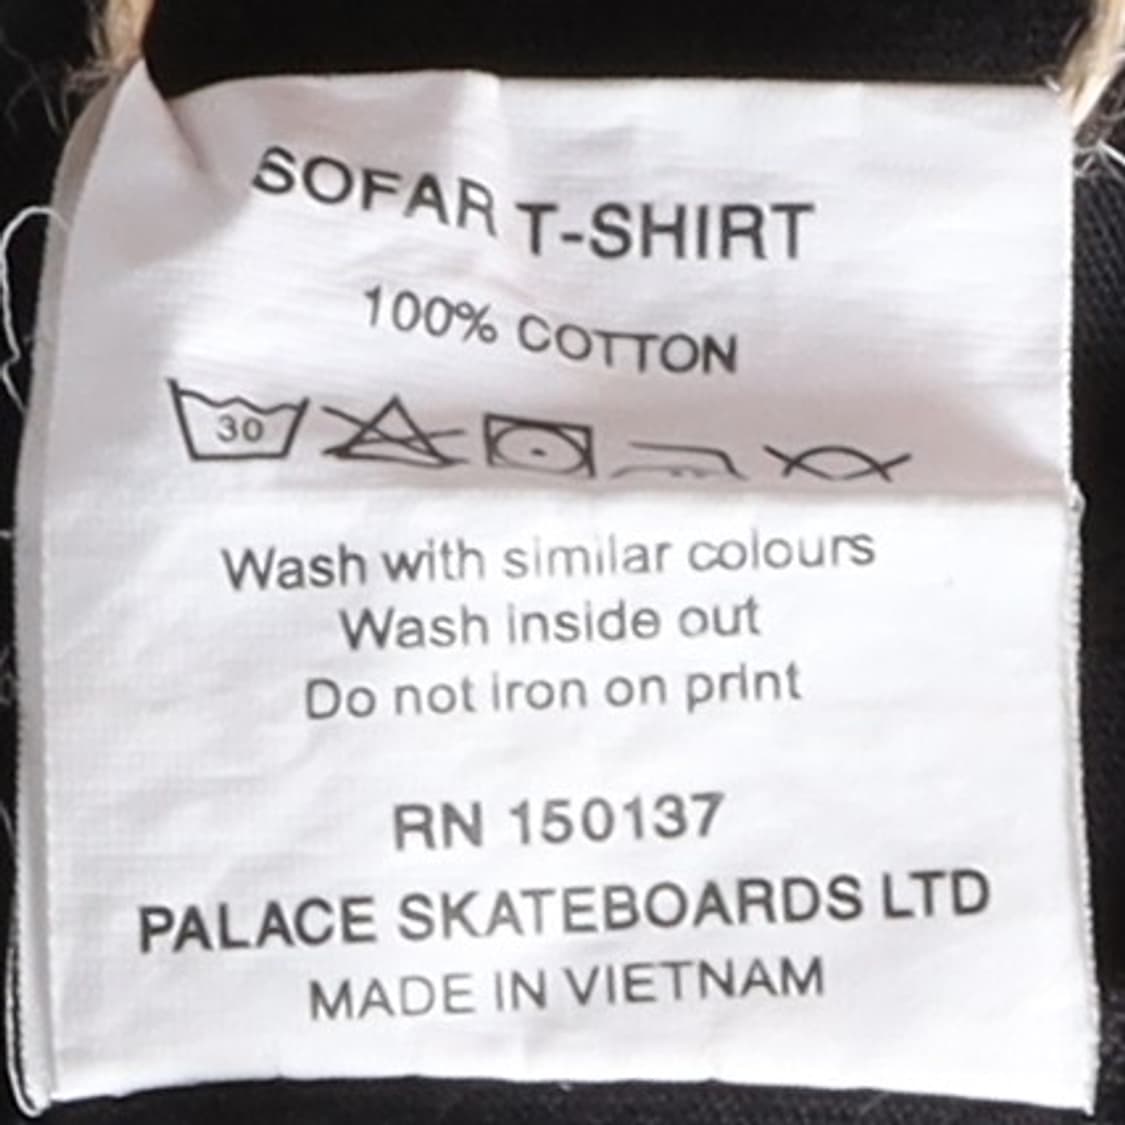 SOFAR T-SHIRT
100% COTTON
30
Wash with similar colours
Wash inside out
Do not iron on print
RN 150137
PALACE SKATEBOARDS LTD
MADE IN VIETNAM